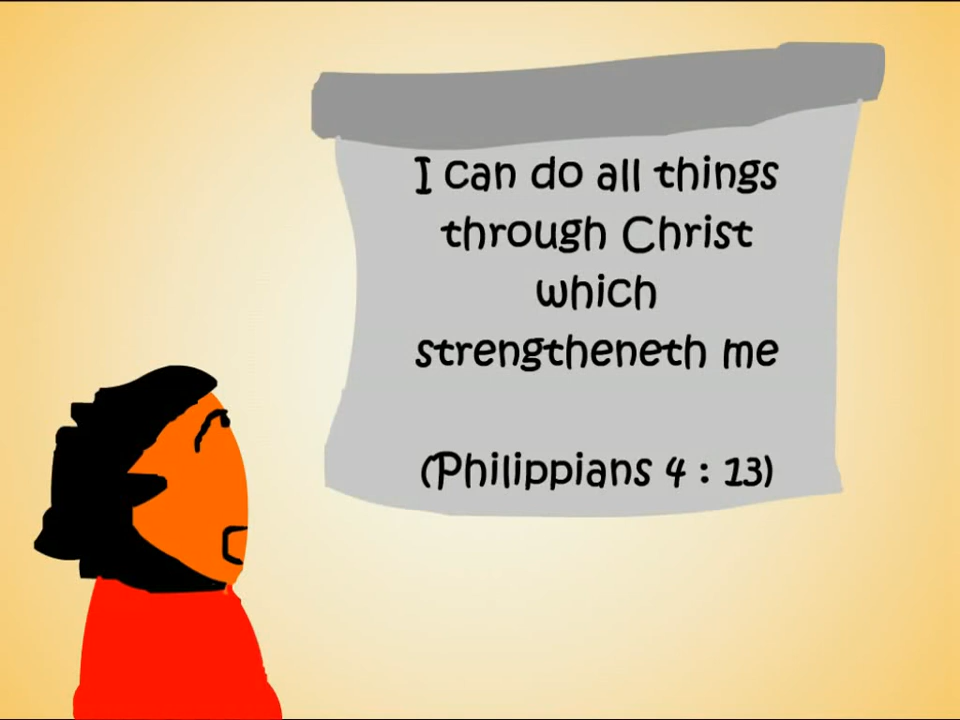 I can do all things
through Christ
which
strengtheneth me
(Philippians 4 : 13)